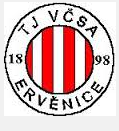 TJ VČSA
18 98
ERVĚNICE